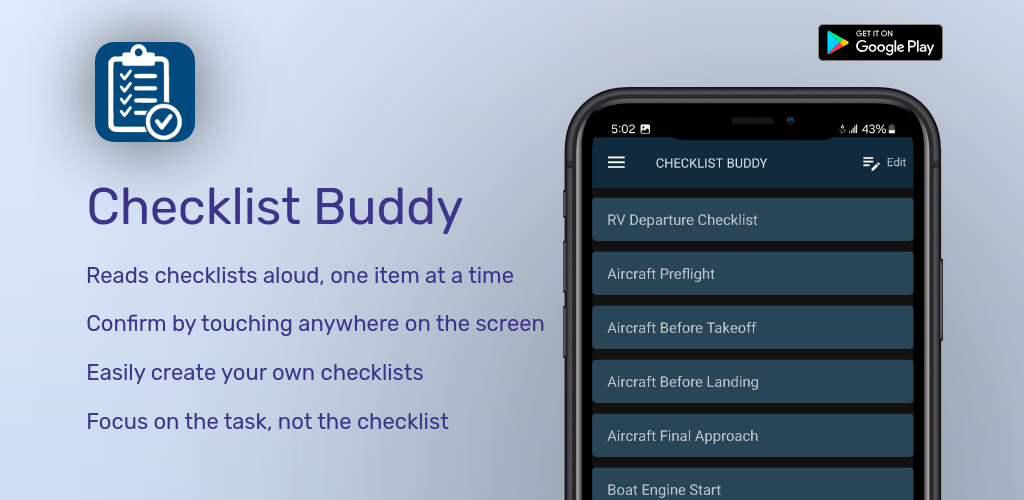 GET IT ON
Google Play
Checklist Buddy
Reads checklists aloud, one item at a time
Confirm by touching anywhere on the screen
Easily create your own checklists
Focus on the task, not the checklist
5:02
43%
CHECKLIST BUDDY
Edit
RV Departure Checklist
Aircraft Preflight
Aircraft Before Takeoff
Aircraft Before Landing
Aircraft Final Approach
Boat Engine Start